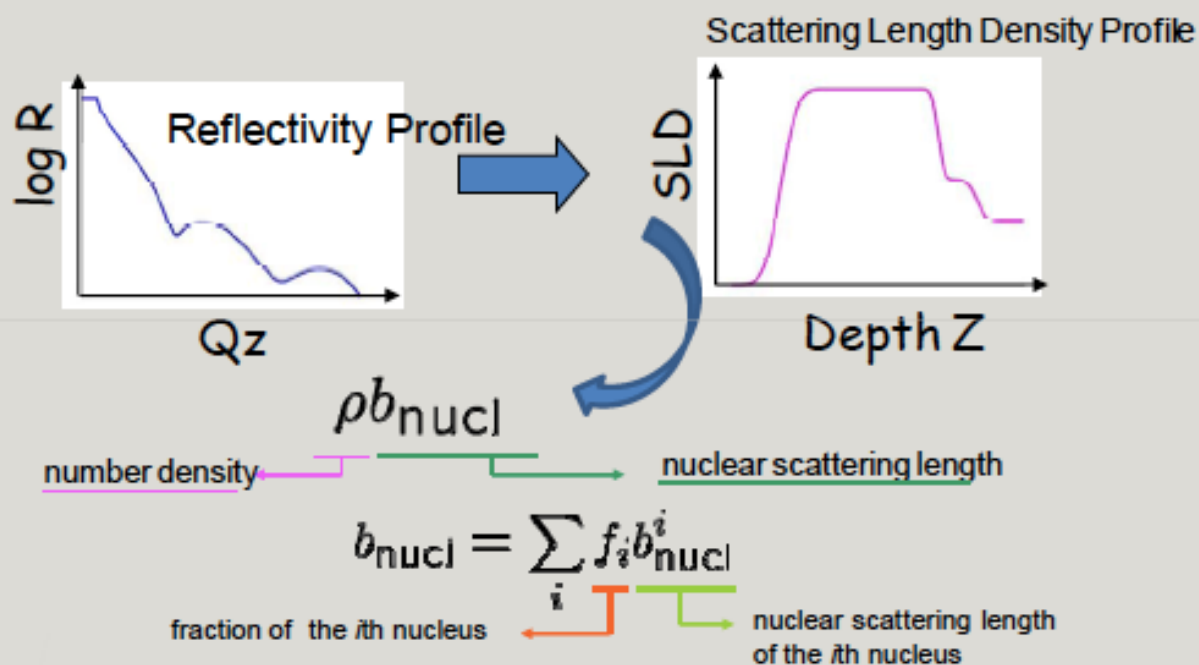 Scattering Length Density Profile
log R
Reflectivity Profile
SLD
Qz
Depth Z
ρb_nucl
number density
nuclear scattering length
b_nucl = ∑_i f_i b^i_nucl
fraction of the ith nucleus
nuclear scattering length
of the ith nucleus